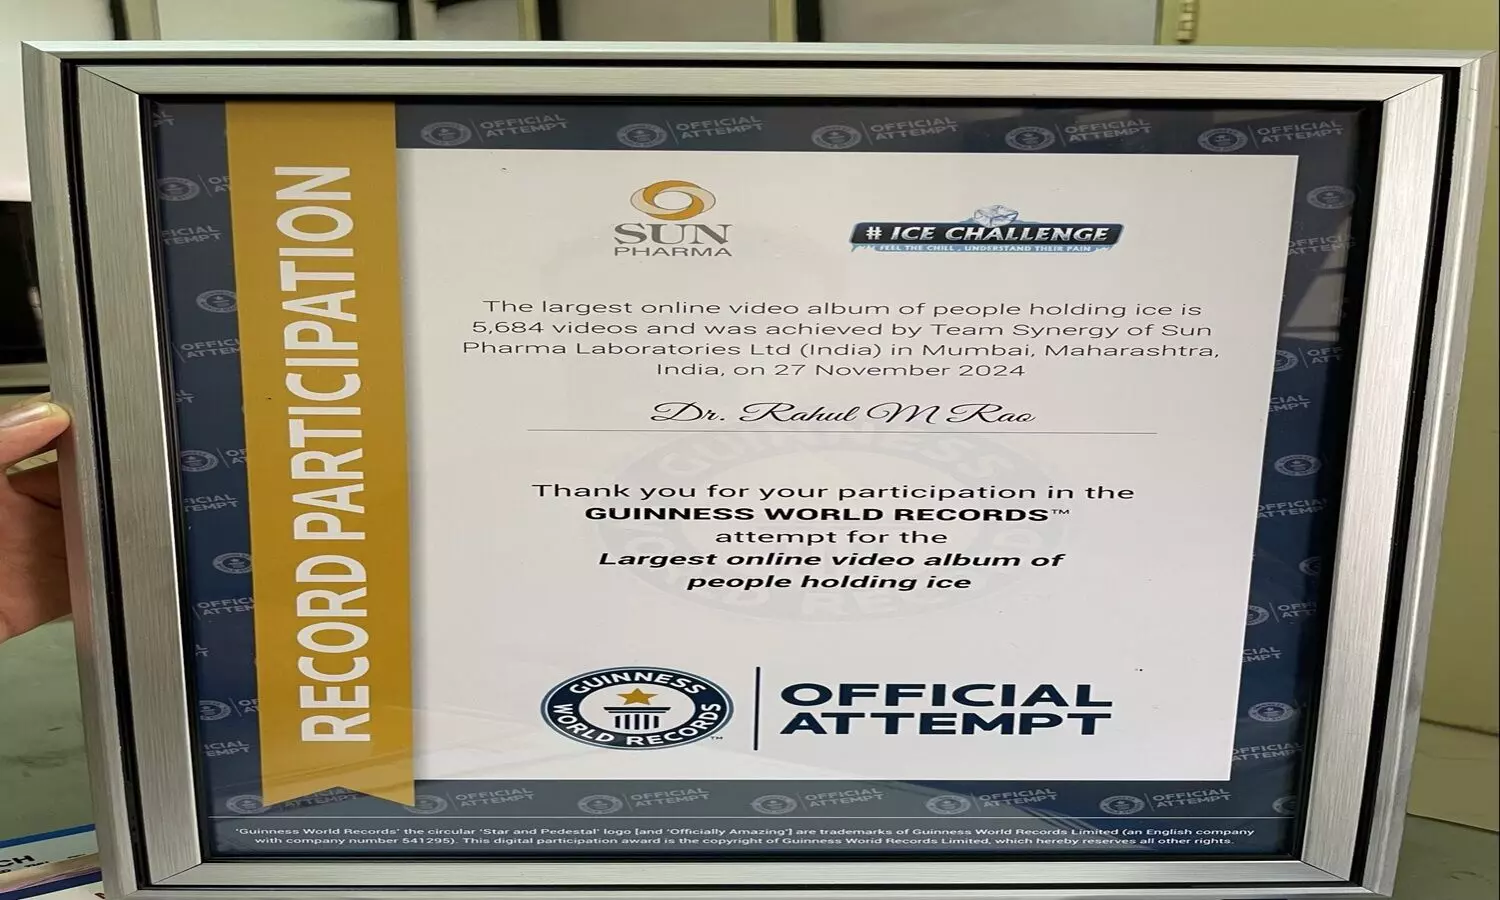 RECORD PARTICIPATION
OFFICIAL ATTEMPT
SUN
PHARMA
# ICE CHALLENGE
FEEL THE CHILL , UNDERSTAND THEIR PAIN
The largest online video album of people holding ice is
5,684 videos and was achieved by Team Synergy of Sun
Pharma Laboratories Ltd (India) in Mumbai, Maharashtra,
India, on 27 November 2024
Dr. Rahul M Rao
Thank you for your participation in the
GUINNESS WORLD RECORDS™
attempt for the
Largest online video album of
people holding ice
GUINNESS WORLD RECORDS™
OFFICIAL
ATTEMPT
'Guinness World Records' the circular 'Star and Pedestal' logo [and 'Officially Amazing'] are trademarks of Guinness World Records Limited (an English company
with company number 541295). This digital participation award is the copyright of Guinness World Records Limited, which hereby reserves all other rights.
CH